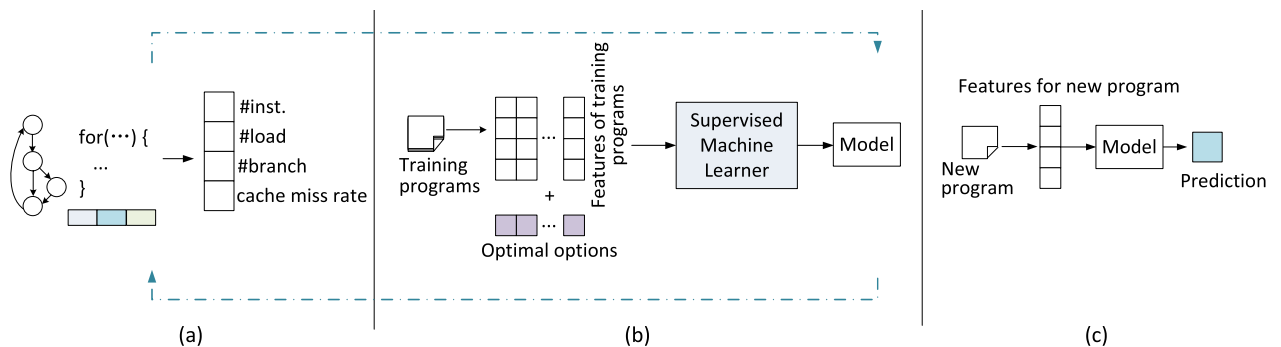 for(⋯) {
...
}
#inst.
#load
#branch
cache miss rate
(a)
Training
programs
...
Features of training
programs
+
...
Optimal options
Supervised
Machine
Learner
Model
(b)
Features for new program
New
program
Model
Prediction
(c)